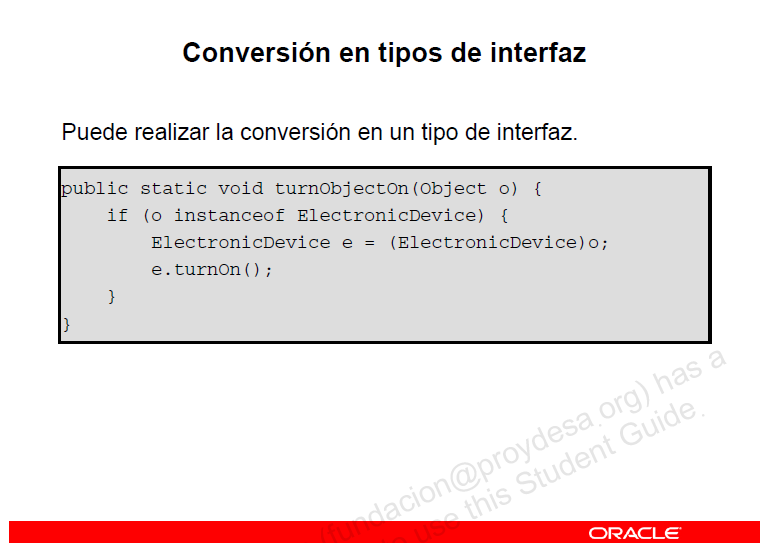 Conversión en tipos de interfaz
Puede realizar la conversión en un tipo de interfaz.
public static void turnObjectOn(Object o) {
    if (o instanceof ElectronicDevice) {
        ElectronicDevice e = (ElectronicDevice)o;
        e.turnOn();
    }
}
(fundacion@proydesa.org) has a
use this Student Guide.
ORACLE